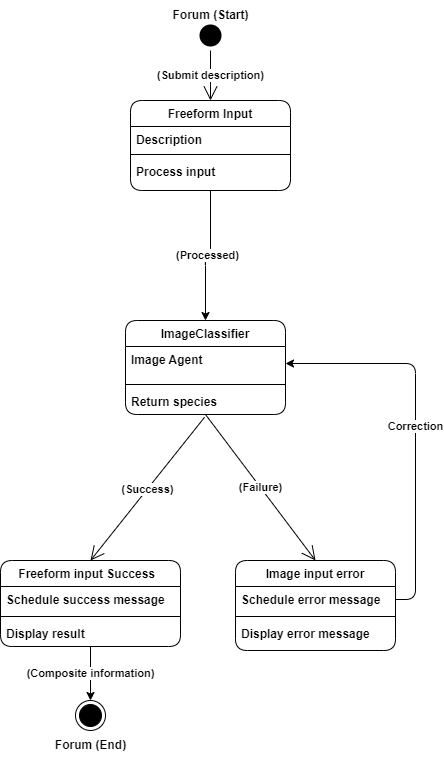 Forum (Start)
(Submit description)
Freeform Input
Description
Process input
(Processed)
ImageClassifier
Image Agent
Return species
Correction
(Success)
(Failure)
Freeform input Success
Schedule success message
Display result
Image input error
Schedule error message
Display error message
(Composite information)
Forum (End)